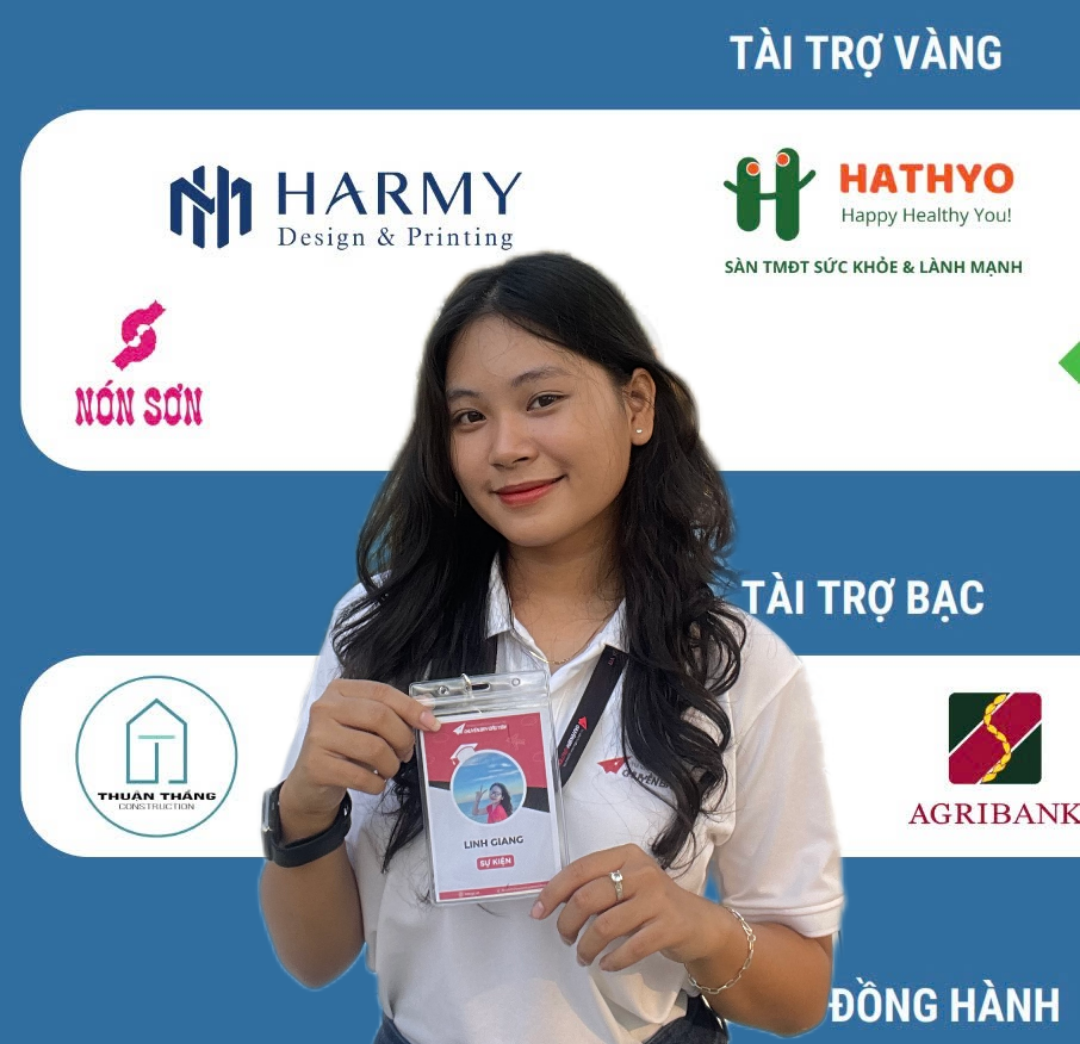 TÀI TRỢ VÀNG
HARMY
Design & Printing
HATHYO
Happy Healthy You!
SÀN TMĐT SỨC KHỎE & LÀNH MẠNH
NÓN SƠN
TÀI TRỢ BẠC
THUẬN THẮNG
CONSTRUCTION
AGRIBANK
LINH GIANG
SỰ KIỆN
ĐỒNG HÀNH